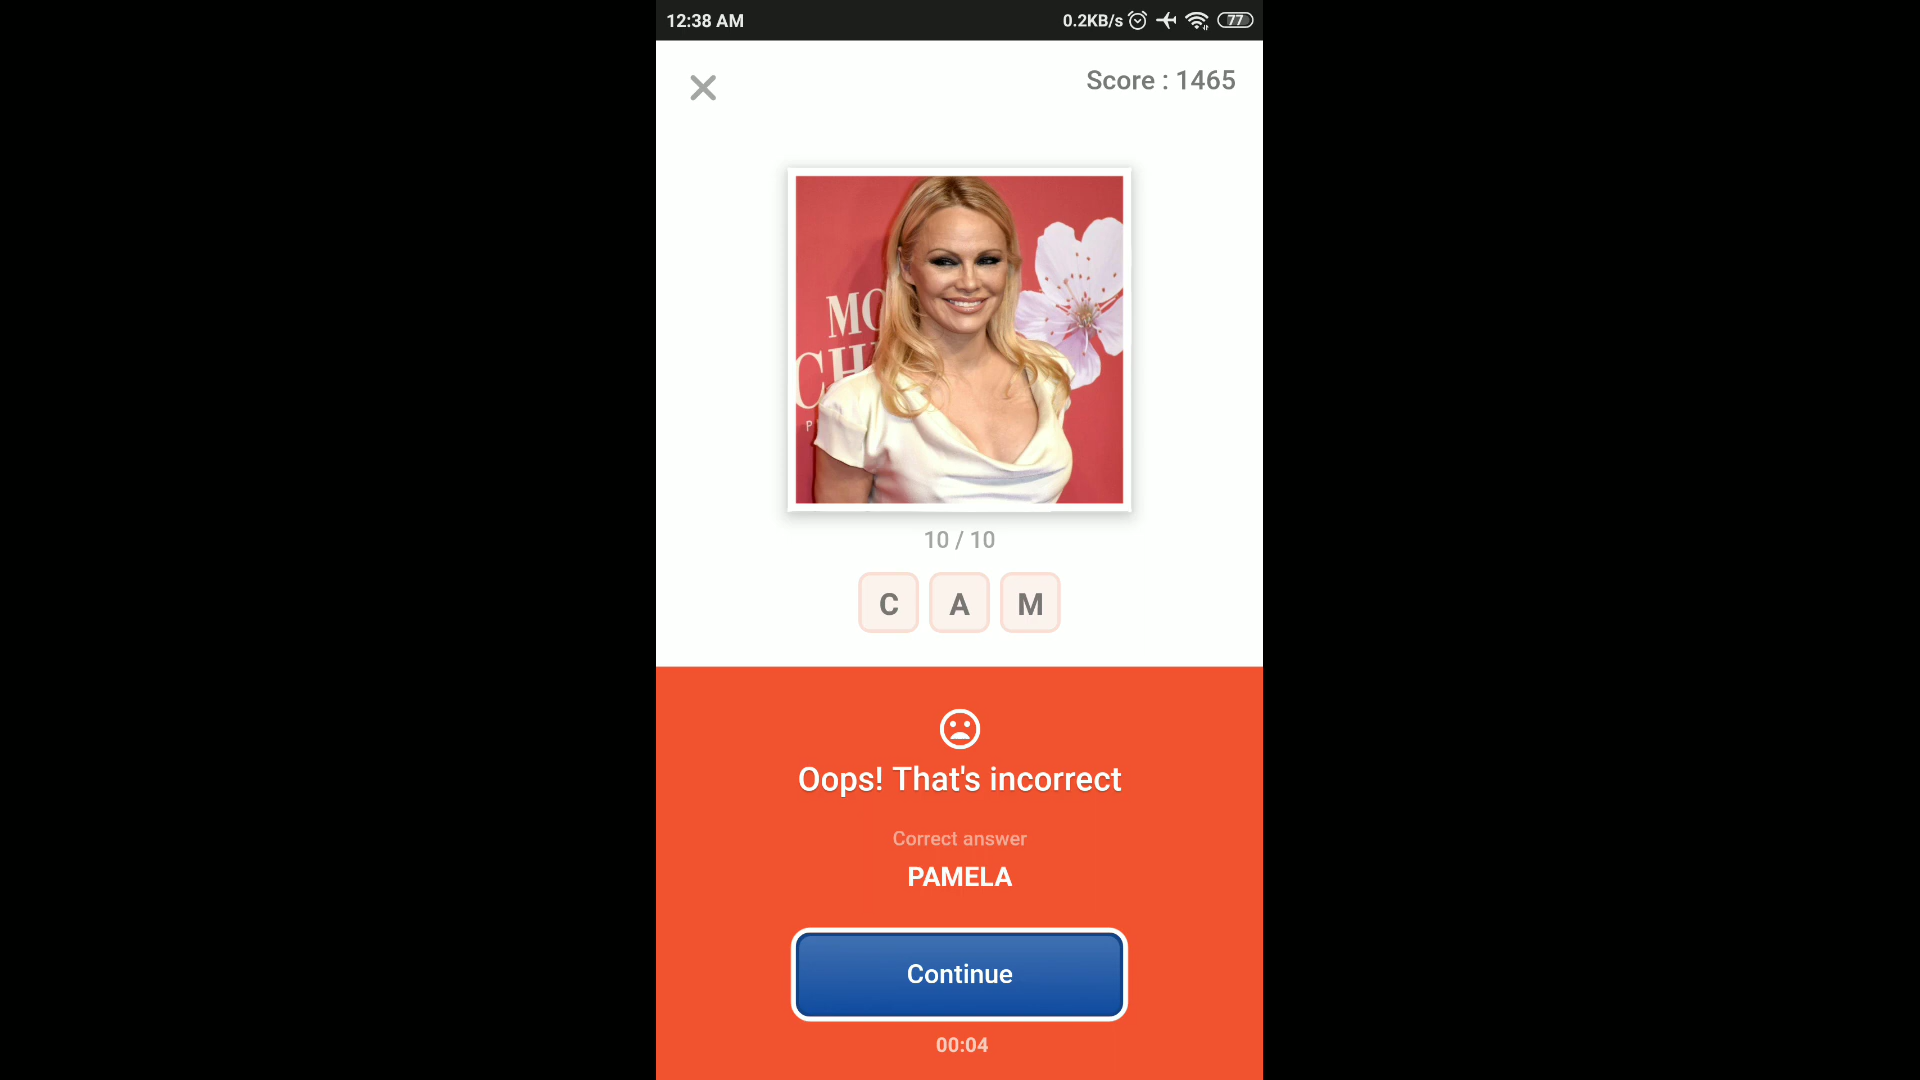 12:38 AM 0.2KB/s 77
Score : 1465
MO
CH
P
10 / 10
C A M
Oops! That's incorrect
Correct answer
PAMELA
Continue
00:04